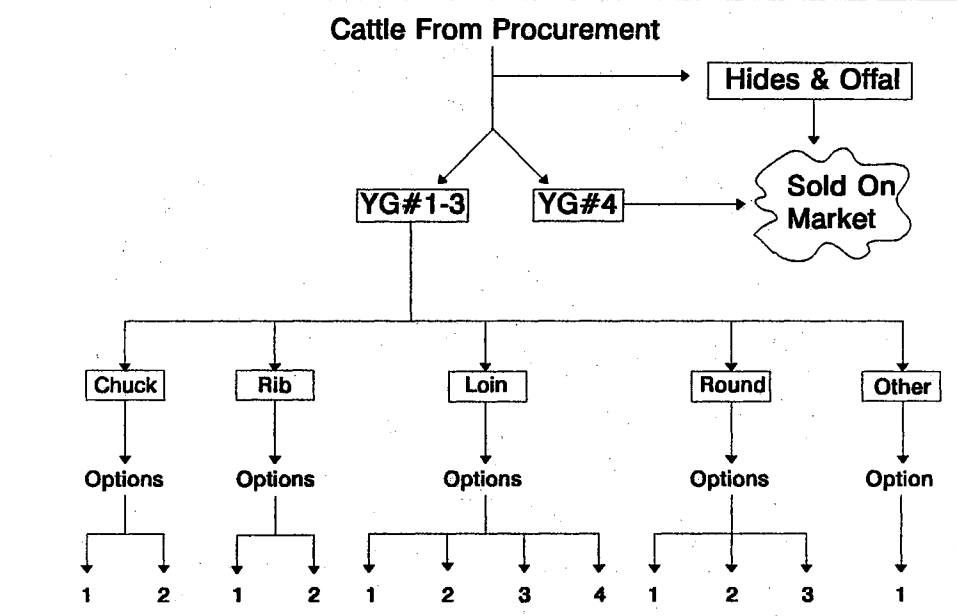 Cattle From Procurement
Hides & Offal
YG#1-3 YG#4 Sold On
Market
Chuck Rib Loin Round Other
Options Options Options Options Option
1 2 1 2 1 2 3 4 1 2 3 1